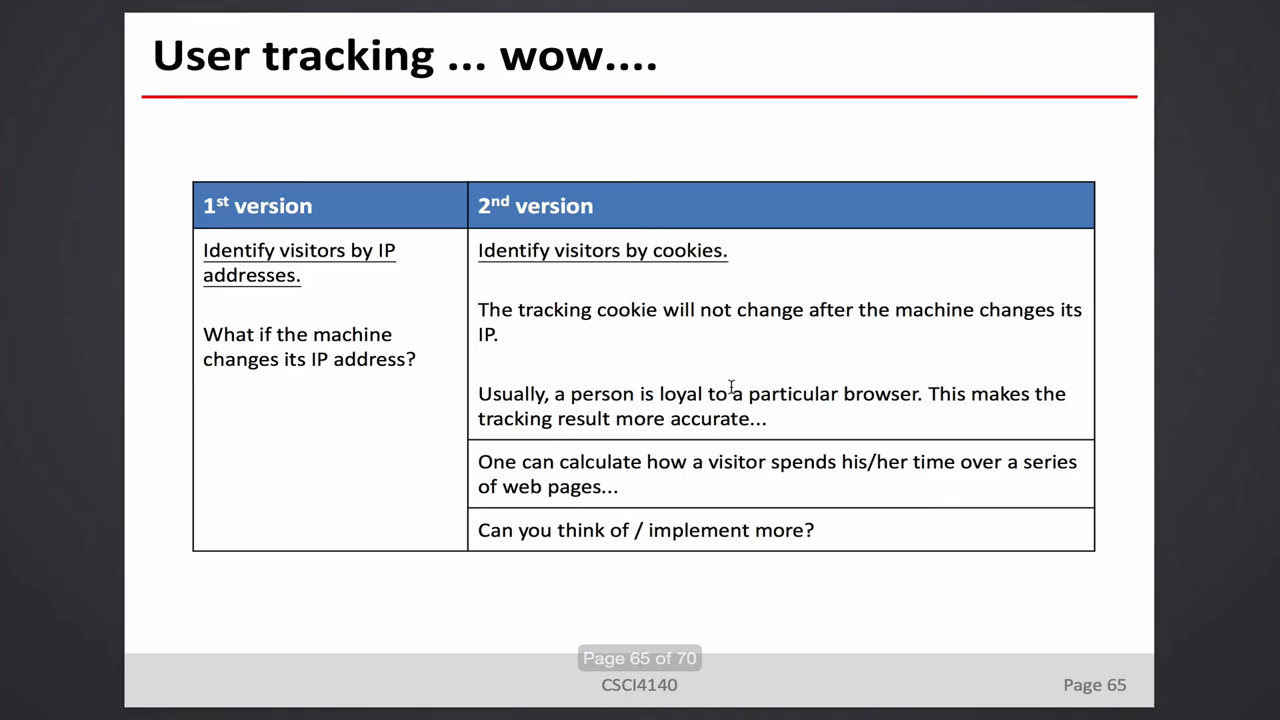 User tracking ... wow....
1st version
2nd version
Identify visitors by IP
addresses.
What if the machine
changes its IP address?
Identify visitors by cookies.
The tracking cookie will not change after the machine changes its
IP.
Usually, a person is loyal to a particular browser. This makes the
tracking result more accurate...
One can calculate how a visitor spends his/her time over a series
of web pages...
Can you think of / implement more?
Page 65 of 70
CSCI4140
Page 65